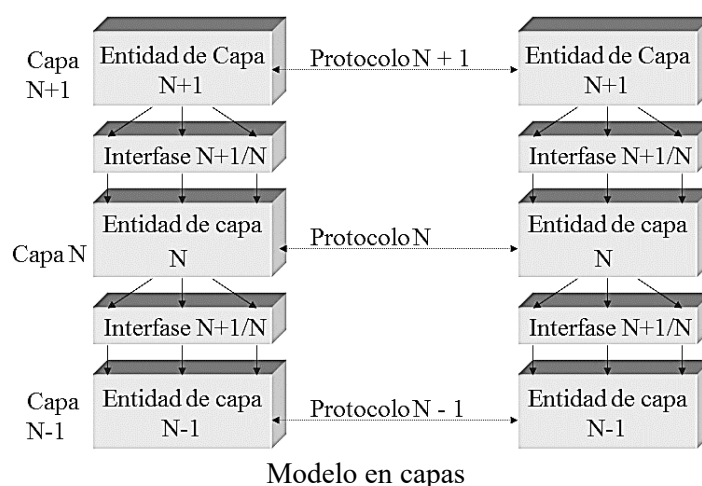 Capa
N+1
Entidad de Capa
N+1
Protocolo N + 1
Entidad de Capa
N+1
Interfase N+1/N
Interfase N+1/N
Capa N
Entidad de capa
N
Protocolo N
Entidad de capa
N
Interfase N+1/N
Interfase N+1/N
Capa
N-1
Entidad de capa
N-1
Protocolo N - 1
Entidad de capa
N-1
Modelo en capas